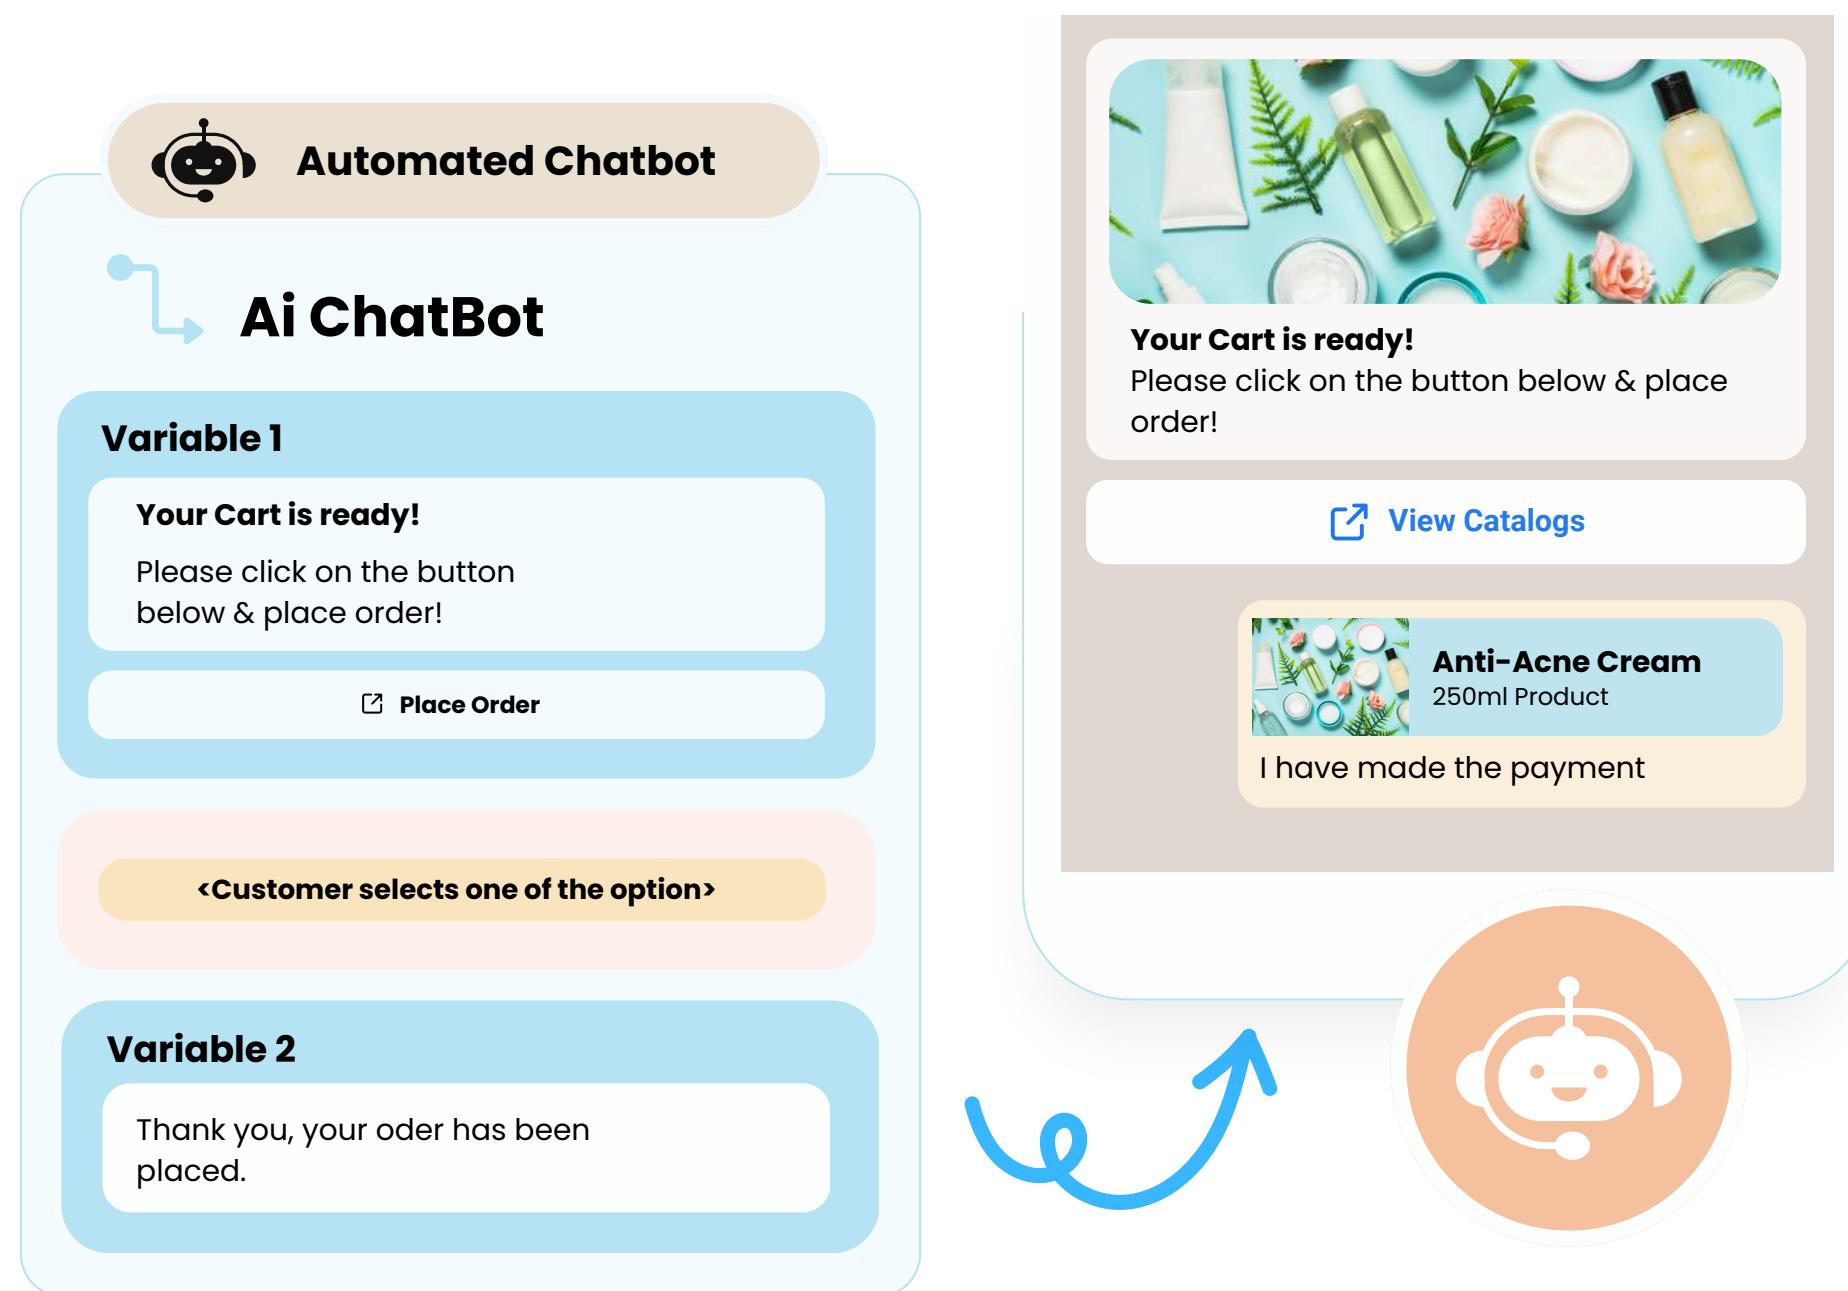 Automated Chatbot
Ai ChatBot
Variable 1
Your Cart is ready!
Please click on the button
below & place order!
Place Order
<Customer selects one of the option>
Variable 2
Thank you, your oder has been
placed.
Your Cart is ready!
Please click on the button below & place
order!
View Catalogs
Anti-Acne Cream
250ml Product
I have made the payment